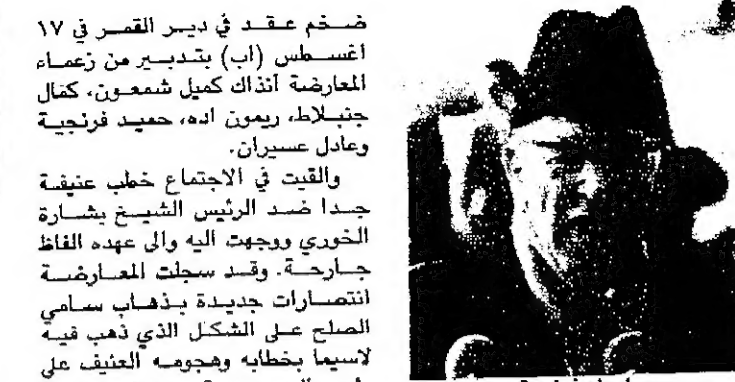 ضخم عقد في دير القمر في ١٧
اغسطس (اب) بتدبير من زعماء
المعارضة آنذاك كميل شمعون، كمال
جنبلاط، ريمون اده، حميد فرنجية
وعادل عسيران.
والقيت في الاجتماع خطب عنيفة
جدا ضد الرئيس الشيخ بشارة
الخوري ووجهت اليه والى عهده الفاظ
جارحة. وقد سجلت المعارضة
انتصارات جديدة بذهاب سامي
الصلح على الشكل الذي ذهب فيه
لاسيما بخطابه وهجومه العنيف على